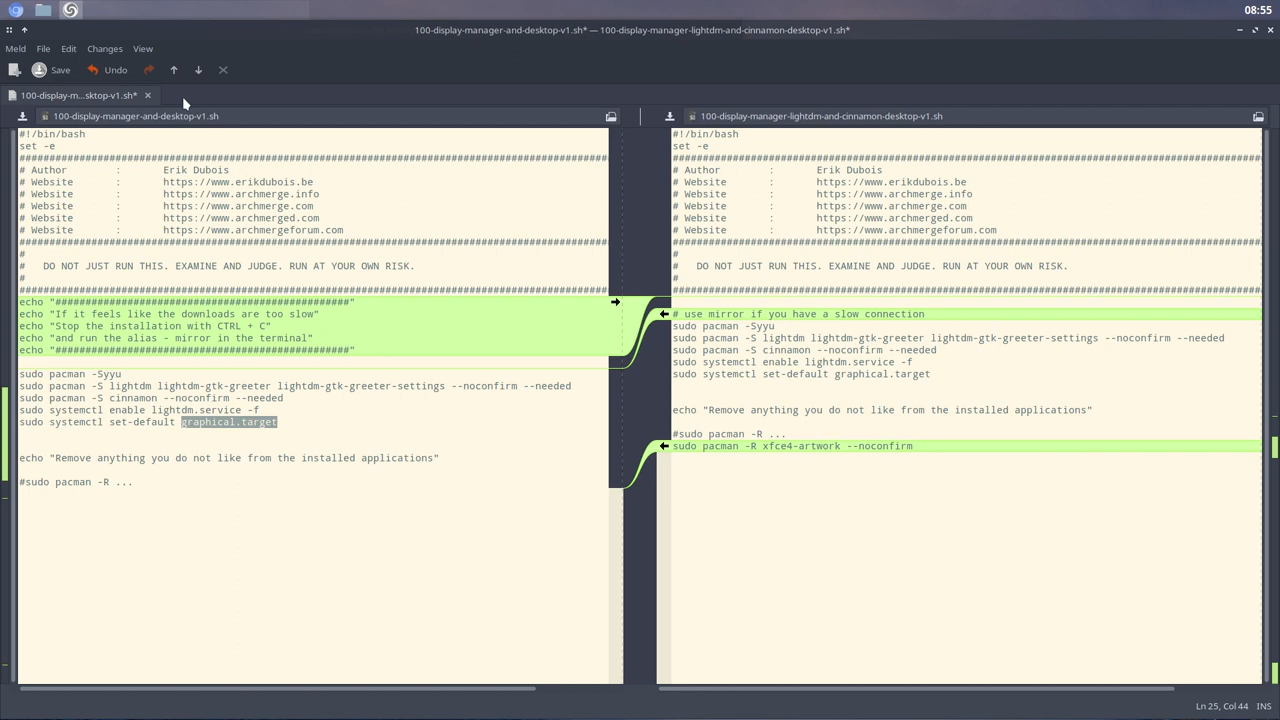 08:55
100-display-manager-and-desktop-v1.sh* — 100-display-manager-lightdm-and-cinnamon-desktop-v1.sh*
Meld File Edit Changes View
Save Undo
100-display-m...sktop-v1.sh*
100-display-manager-and-desktop-v1.sh
#!/bin/bash
set -e
##################################################################################################
# Author : Erik Dubois
# Website : https://www.erikdubois.be
# Website : https://www.archmerge.info
# Website : https://www.archmerge.com
# Website : https://www.archmerged.com
# Website : https://www.archmergeforum.com
##################################################################################################
#
# DO NOT JUST RUN THIS. EXAMINE AND JUDGE. RUN AT YOUR OWN RISK.
#
##################################################################################################
echo "################################################"
echo "If it feels like the downloads are too slow"
echo "Stop the installation with CTRL + C"
echo "and run the alias - mirror in the terminal"
echo "################################################"
sudo pacman -Syyu
sudo pacman -S lightdm lightdm-gtk-greeter lightdm-gtk-greeter-settings --noconfirm --needed
sudo pacman -S cinnamon --noconfirm --needed
sudo systemctl enable lightdm.service -f
sudo systemctl set-default graphical.target
echo "Remove anything you do not like from the installed applications"
#sudo pacman -R ...
100-display-manager-lightdm-and-cinnamon-desktop-v1.sh
#!/bin/bash
set -e
##################################################################################################
# Author : Erik Dubois
# Website : https://www.erikdubois.be
# Website : https://www.archmerge.info
# Website : https://www.archmerge.com
# Website : https://www.archmerged.com
# Website : https://www.archmergeforum.com
##################################################################################################
#
# DO NOT JUST RUN THIS. EXAMINE AND JUDGE. RUN AT YOUR OWN RISK.
#
##################################################################################################
# use mirror if you have a slow connection
sudo pacman -Syyu
sudo pacman -S lightdm lightdm-gtk-greeter lightdm-gtk-greeter-settings --noconfirm --needed
sudo pacman -S cinnamon --noconfirm --needed
sudo systemctl enable lightdm.service -f
sudo systemctl set-default graphical.target
echo "Remove anything you do not like from the installed applications"
#sudo pacman -R ...
sudo pacman -R xfce4-artwork --noconfirm
Ln 25, Col 44 INS